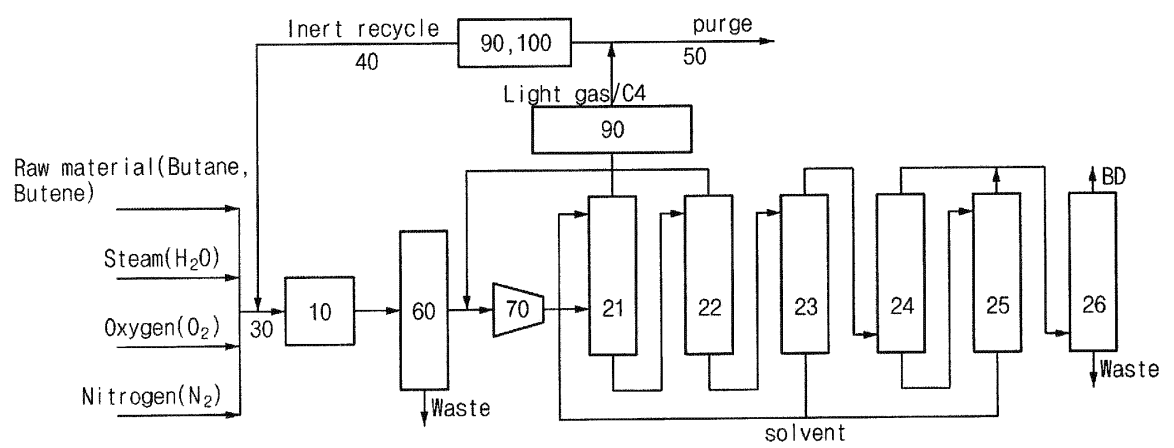 Inert recycle
40
90,100
purge
50
Light gas/C4
90
Raw material(Butane,
Butene)
Steam(H₂O)
Oxygen(O₂)
Nitrogen(N₂)
30
10
60
Waste
70
21
22
23
24
25
26
BD
Waste
solvent